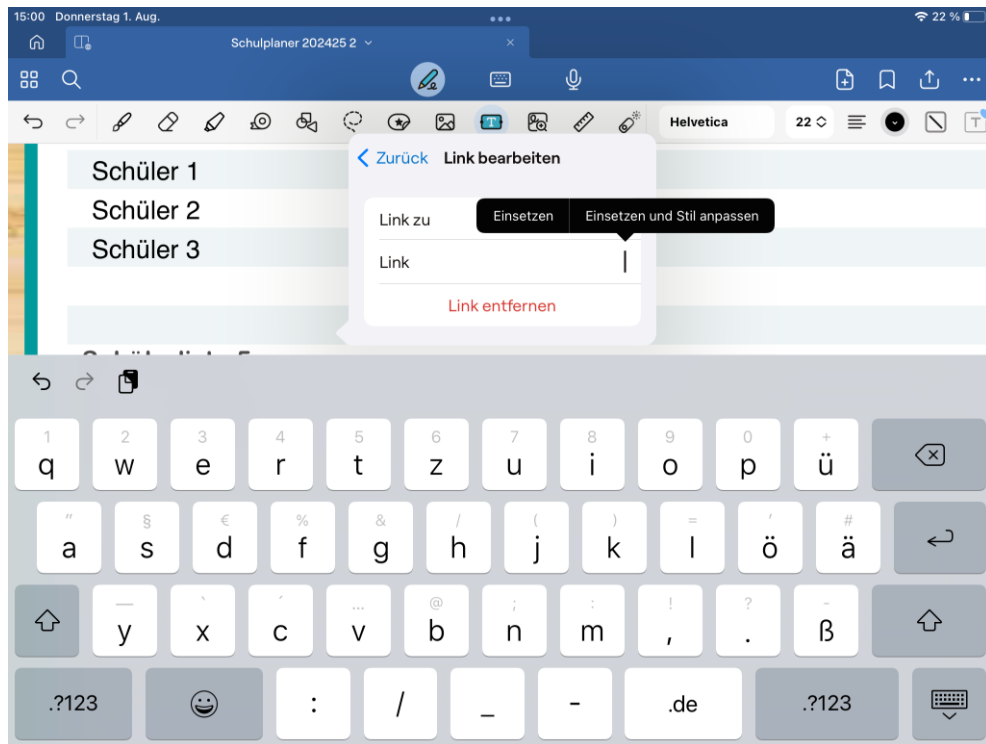 15:00 Donnerstag 1. Aug.
22 %
Schulplaner 202425 2
Helvetica
22
T
T
Schüler 1
Schüler 2
Schüler 3
Zurück Link bearbeiten
Link zu
Einsetzen Einsetzen und Stil anpassen
Link
Link entfernen
1 2 3 4 5 6 7 8 9 0 +
q w e r t z u i o p ü
" § € % & / ( ) = ' #
a s d f g h j k l ö ä
— ` ´ … @ ; : ! ? -
y x c v b n m , . ß
.?123 : / _ - .de .?123